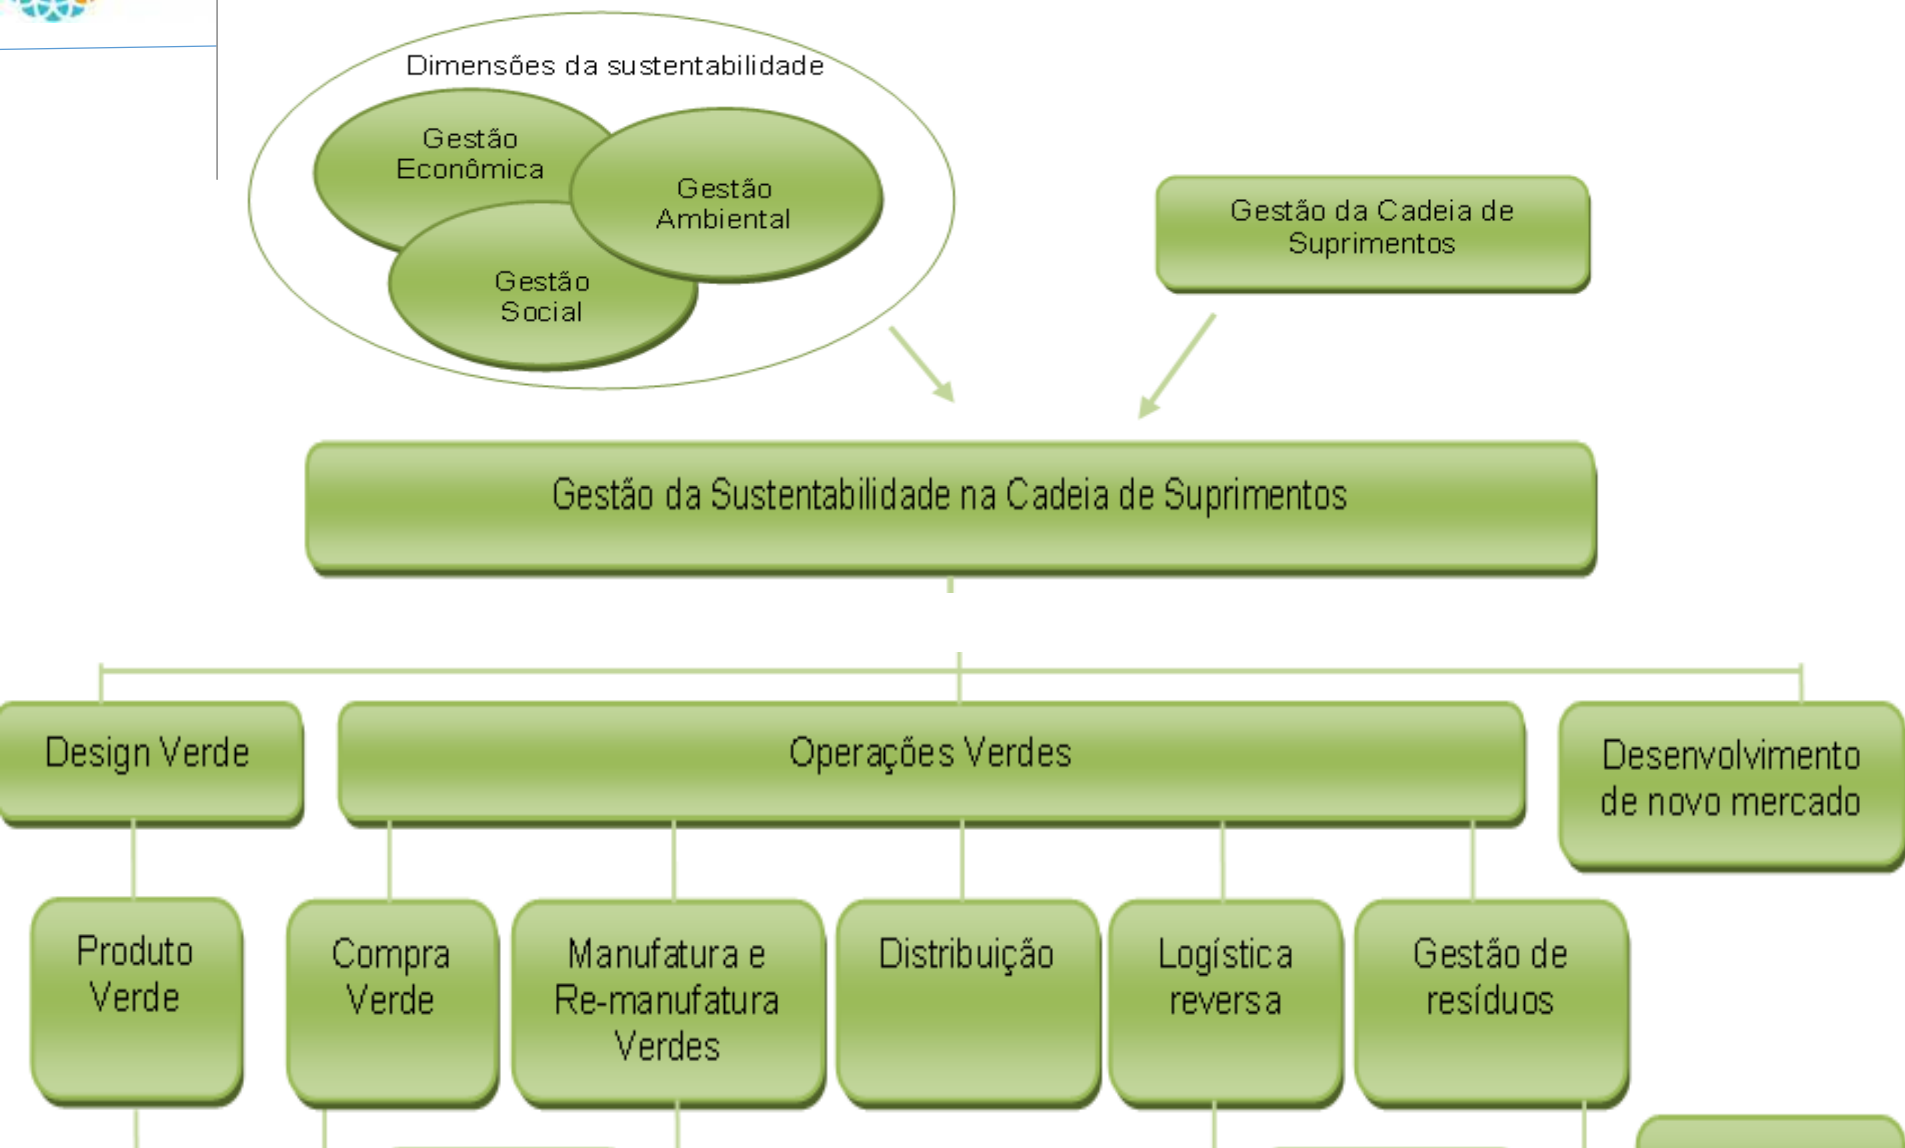 Dimensões da sustentabilidade
Gestão
Econômica
Gestão
Ambiental
Gestão
Social
Gestão da Cadeia de
Suprimentos
Gestão da Sustentabilidade na Cadeia de Suprimentos
Design Verde
Operações Verdes
Desenvolvimento
de novo mercado
Produto
Verde
Compra
Verde
Manufatura e
Re-manufatura
Verdes
Distribuição
Logística
reversa
Gestão de
resíduos